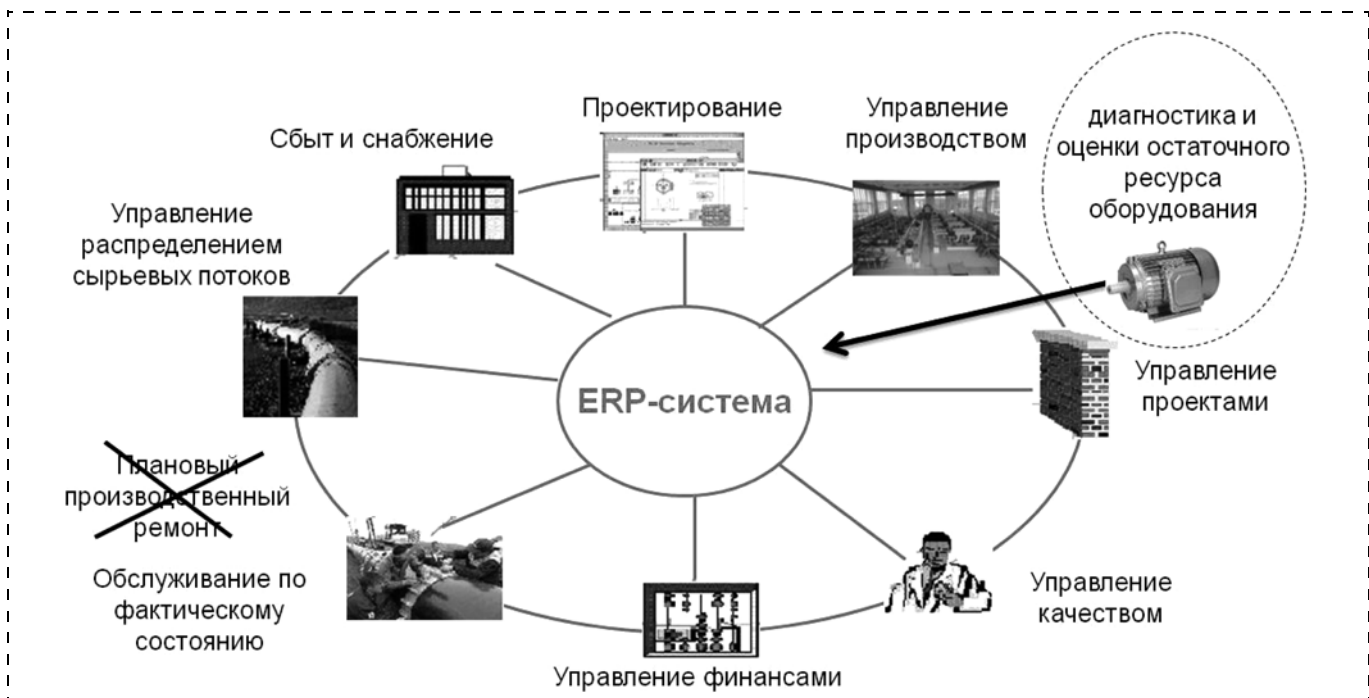 Проектирование
Управление
производством
диагностика и
оценки остаточного
ресурса
оборудования
Сбыт и снабжение
Управление
распределением
сырьевых потоков
ERP-система
Управление
проектами
Плановый
производственный
ремонт
Обслуживание по
фактическому
состоянию
Управление
качеством
Управление финансами